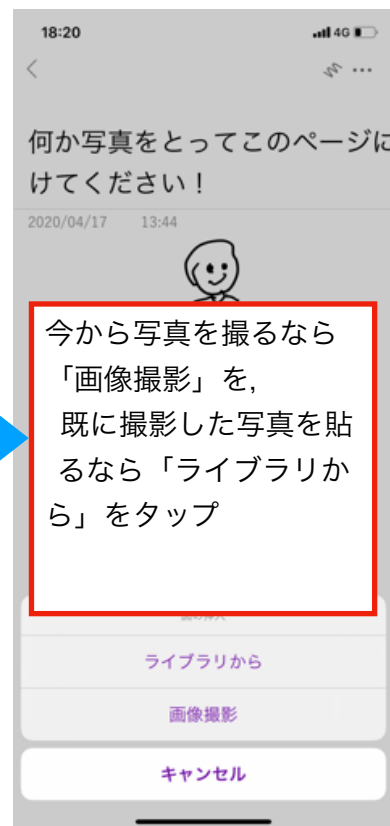 18:20 4G
何か写真をとってこのページに
けてください！
2020/04/17 13:44
今から写真を撮るなら
「画像撮影」を,
既に撮影した写真を貼
るなら「ライブラリか
ら」をタップ
ライブラリから
画像撮影
キャンセル